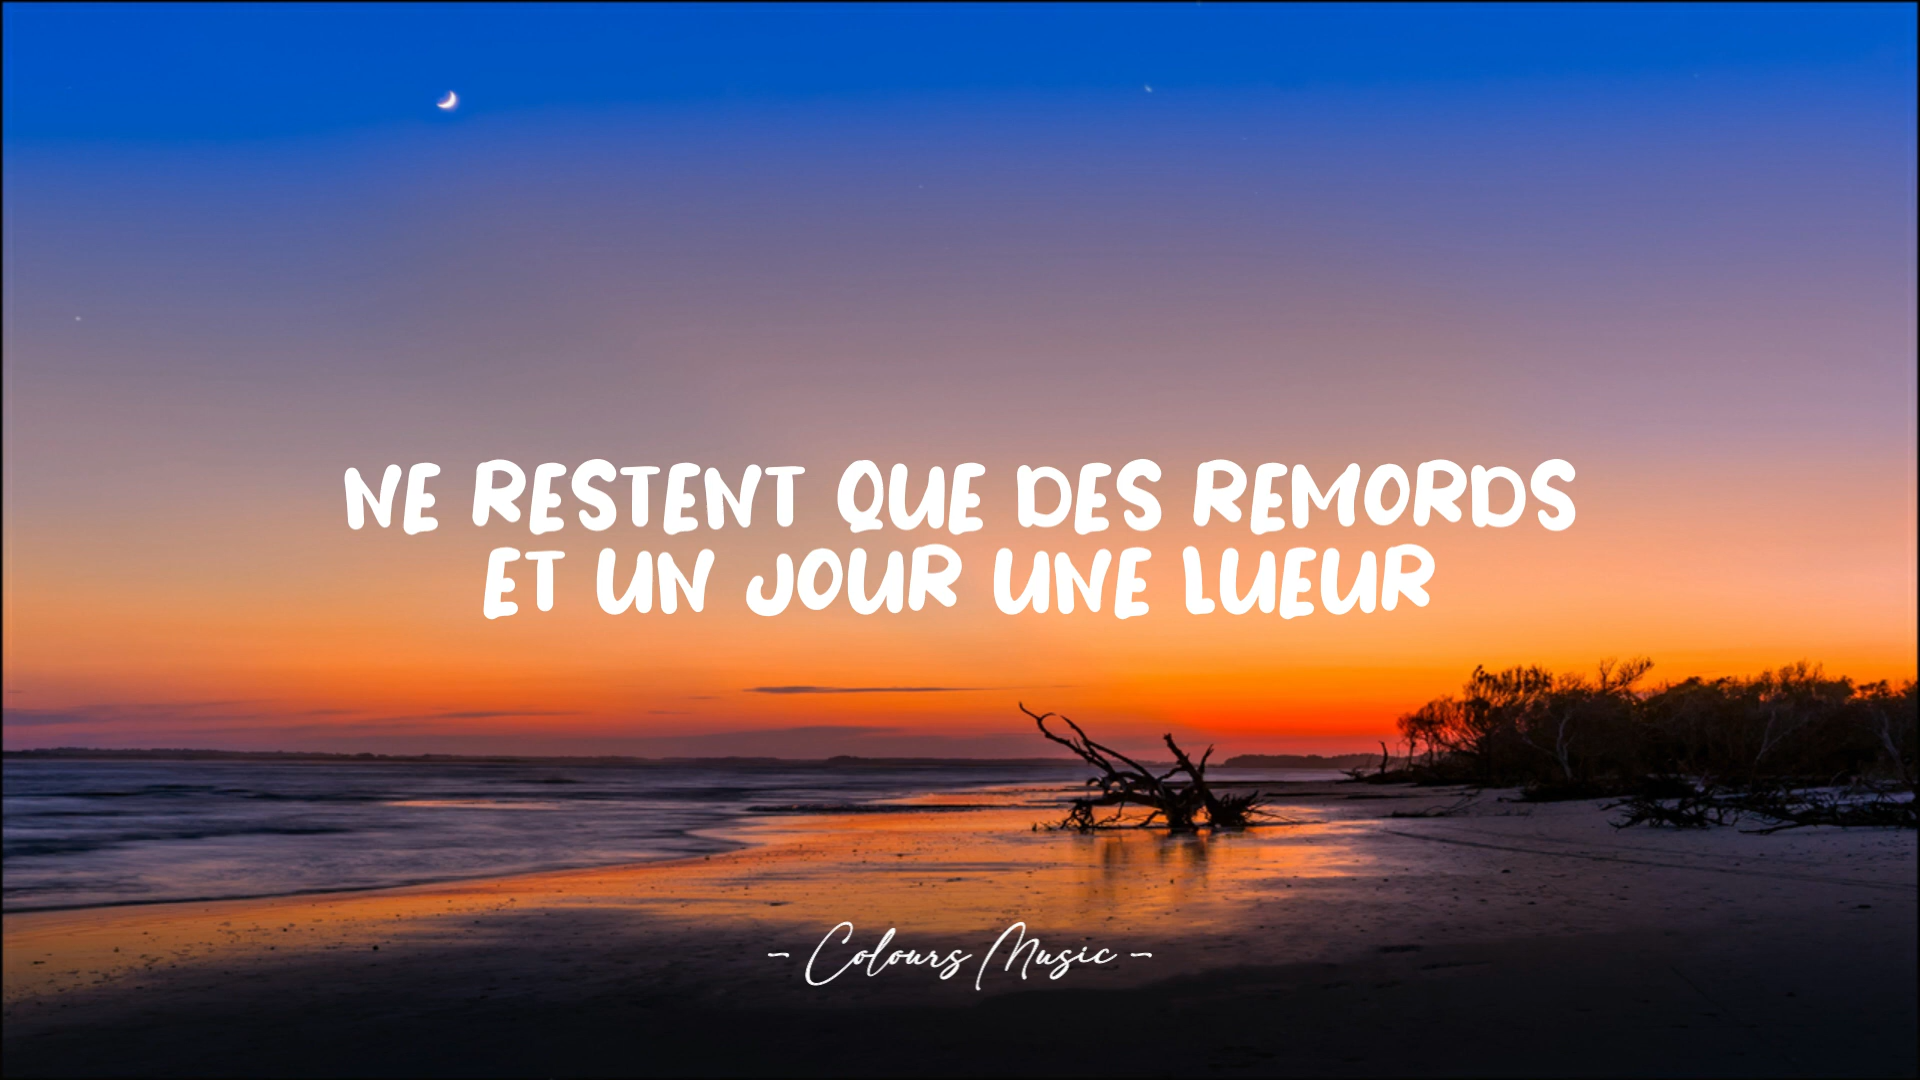 NE RESTENT QUE DES REMORDS
ET UN JOUR UNE LUEUR
- Colours Music -